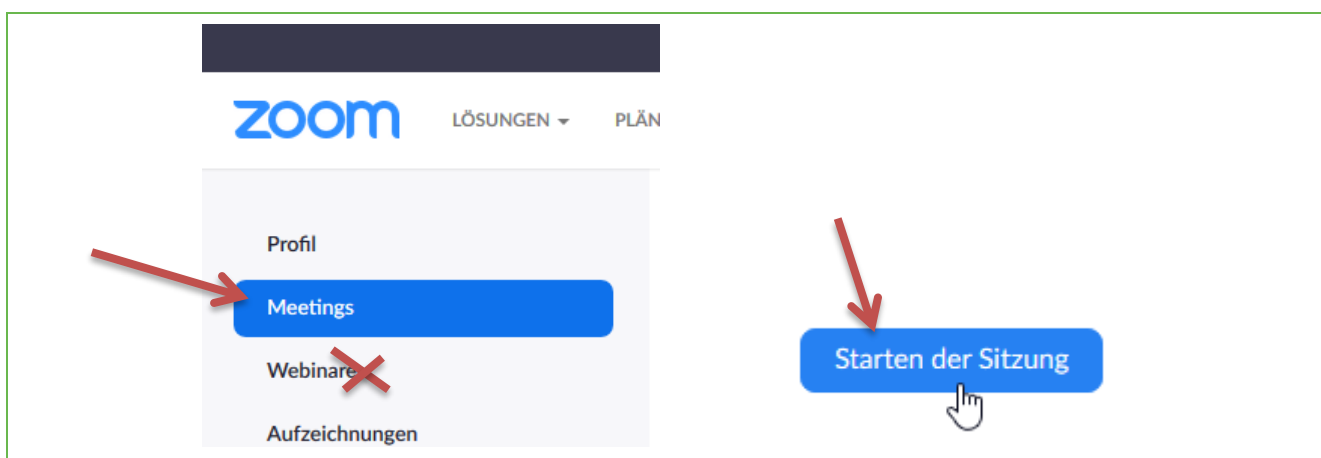 zoom LÖSUNGEN PLÄN
Profil
Meetings
Webinare
Aufzeichnungen
Starten der Sitzung